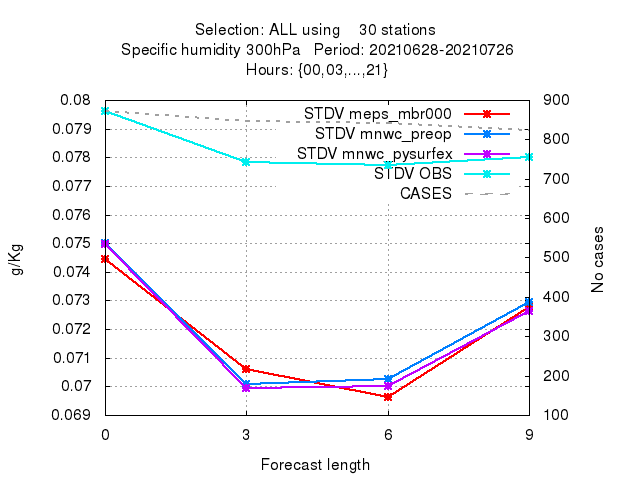 Selection: ALL using    30 stations
Specific humidity 300hPa   Period: 20210628-20210726
Hours: {00,03,...,21}
0.08
0.079
0.078
0.077
0.076
0.075
0.074
0.073
0.072
0.071
0.07
0.069
g/Kg
STDV meps_mbr000
STDV mnwc_preop
STDV mnwc_pysurfex
STDV OBS
CASES
900
800
700
600
500
400
300
200
100
No cases
0 3 6 9
Forecast length